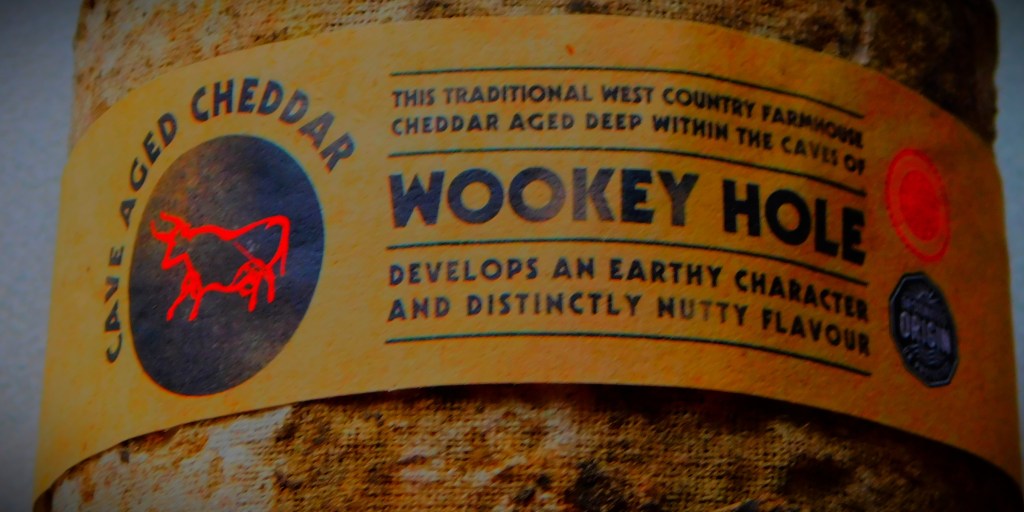 CAVE AGED CHEDDAR
THIS TRADITIONAL WEST COUNTRY FARMHOUSE
CHEDDAR AGED DEEP WITHIN THE CAVES OF
WOOKEY HOLE
DEVELOPS AN EARTHY CHARACTER
AND DISTINCTLY NUTTY FLAVOUR
ORIGIN